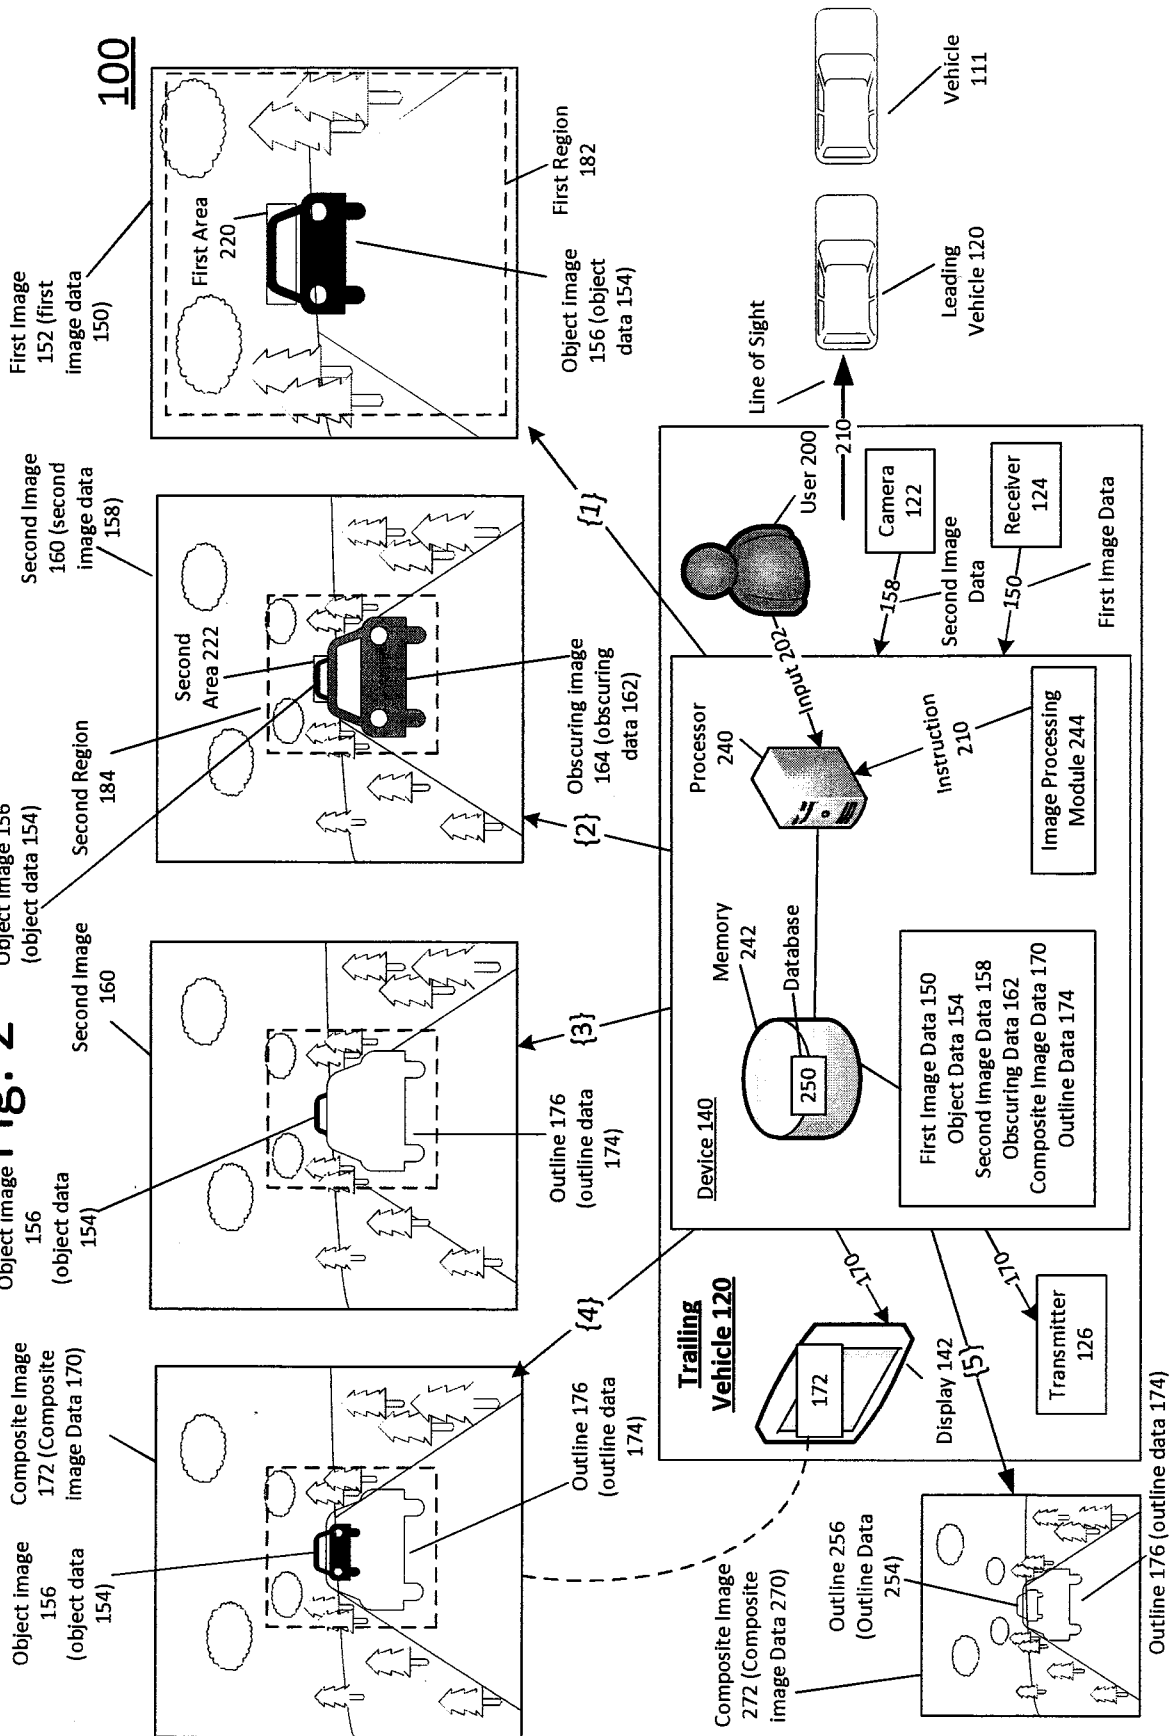 Fig. 2
100
Object image
156
(object data
154)
Composite Image
172 (Composite
image Data 170)
Object image
156
(object data
154)
Second Image
160
Object image 156
(object data 154)
Second Region
184
Second Image
160 (second
image data
158)
First Image
152 (first
image data
150)
Second
Area 222
First Area
220
Outline 176
(outline data
174)
Outline 176
(outline data
174)
Obscuring image
164 (obscuring
data 162)
Object image
156 (object
data 154)
First Region
182
{4}
{3}
{2}
{1}
Composite Image
272 (Composite
image Data 270)
Outline 256
(Outline Data
254)
Outline 176 (outline data 174)
Trailing
Vehicle 120
172
170
Display 142
{5}
170
Transmitter
126
Device 140
Memory
242
Database
250
First Image Data 150
Object Data 154
Second Image Data 158
Obscuring Data 162
Composite Image Data 170
Outline Data 174
Processor
240
Input 202
User 200
Instruction
210
Image Processing
Module 244
158
Second Image
Data
Camera
122
150
First Image Data
Receiver
124
210
Line of Sight
Leading
Vehicle 120
Vehicle
111